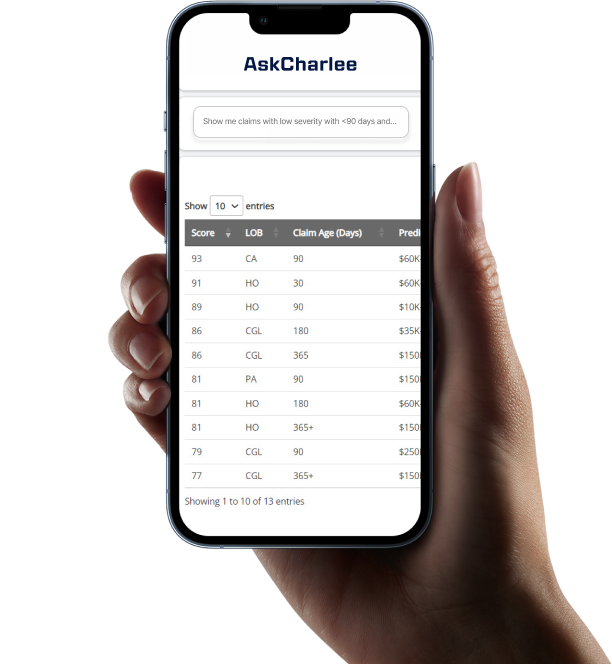 AskCharlee
Show me claims with low severity with <90 days and...
Show 10 entries
Score LOB Claim Age (Days) Predi
93 CA 90 $60K
91 HO 30 $60K
89 HO 90 $10K
86 CGL 180 $35K
86 CGL 365 $150
81 PA 90 $150
81 HO 180 $60K
81 HO 365+ $150
79 CGL 90 $250
77 CGL 365+ $150
Showing 1 to 10 of 13 entries